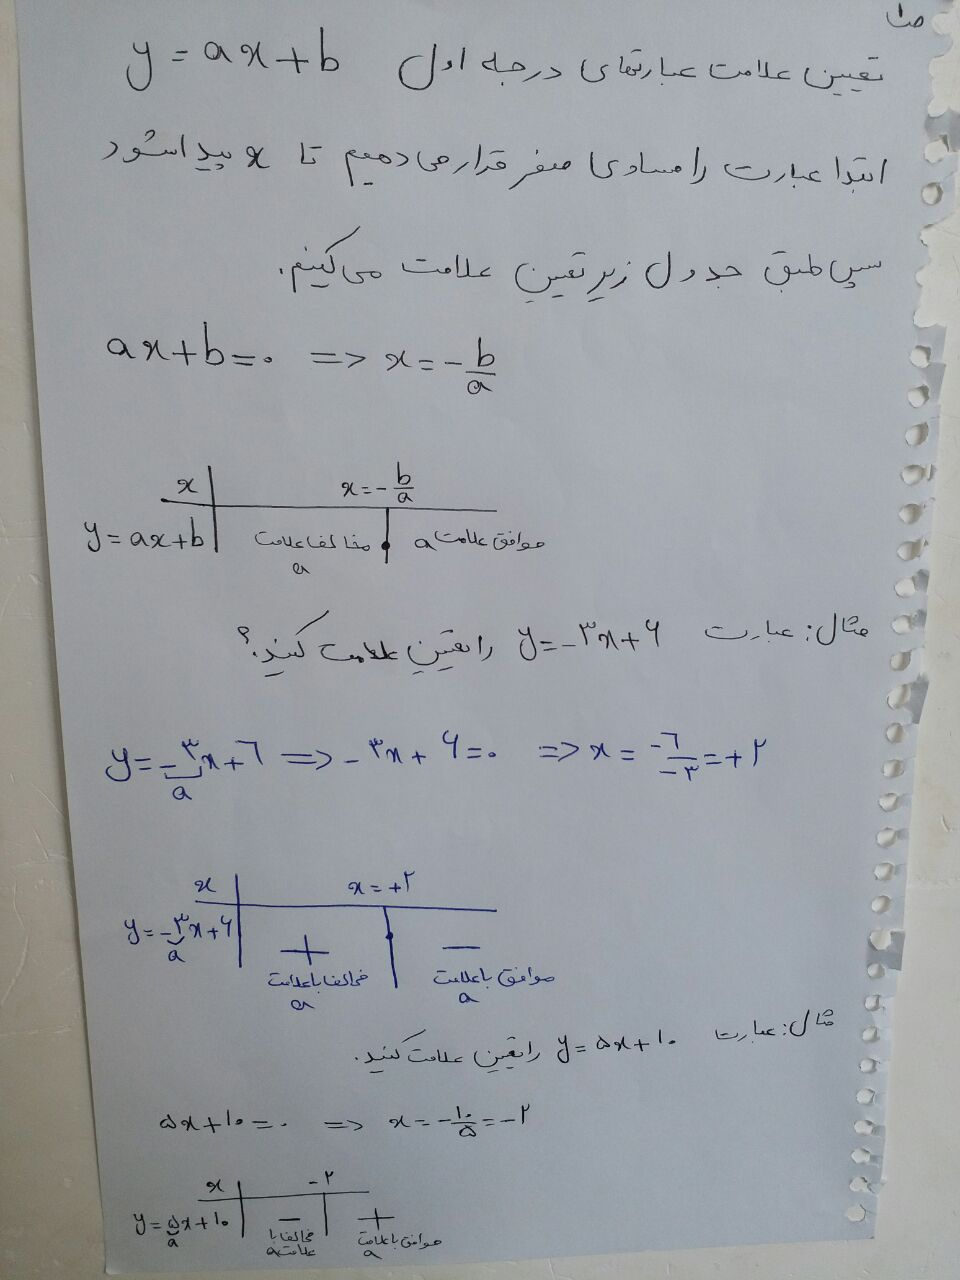 ص۱
تعیین علامت عبارتهای درجه اول y = ax+b
ابتدا عبارت را مساوی صفر قرار می دهیم تا x پیدا شود
سپس طبق جدول زیر تعیین علامت می کنیم.
ax+b=۰ => x = -b/a
x x = -b/a
y = ax+b مخالف علامت a موافق علامت a
مثال: عبارت y = -۳x+۶ را تعیین علامت کنید؟
y = -۳x+۶ => -۳x+۶=۰ => x = -۶/-۳ = +۲
a
x x = +۲
y = -۳x+۶ + -
a مخالف با علامت a موافق با علامت a
مثال: عبارت y = ۵x+۱۰ را تعیین علامت کنید.
۵x+۱۰=۰ => x = -۱۰/۵ = -۲
x -۲
y = ۵x+۱۰ - +
a مخالف با علامت a موافق با علامت a